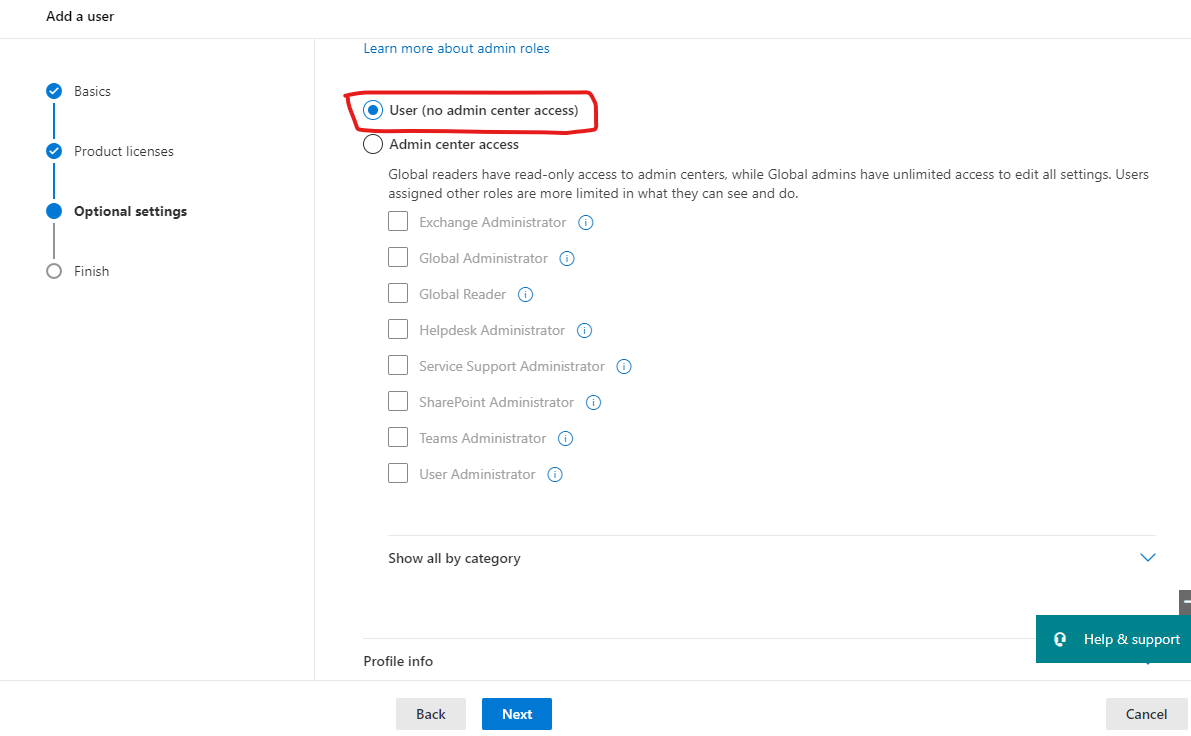 Add a user
Learn more about admin roles
Basics
Product licenses
Optional settings
Finish
User (no admin center access)
Admin center access
Global readers have read-only access to admin centers, while Global admins have unlimited access to edit all settings. Users
assigned other roles are more limited in what they can see and do.
Exchange Administrator
Global Administrator
Global Reader
Helpdesk Administrator
Service Support Administrator
SharePoint Administrator
Teams Administrator
User Administrator
Show all by category
Help & support
Profile info
Back
Next
Cancel